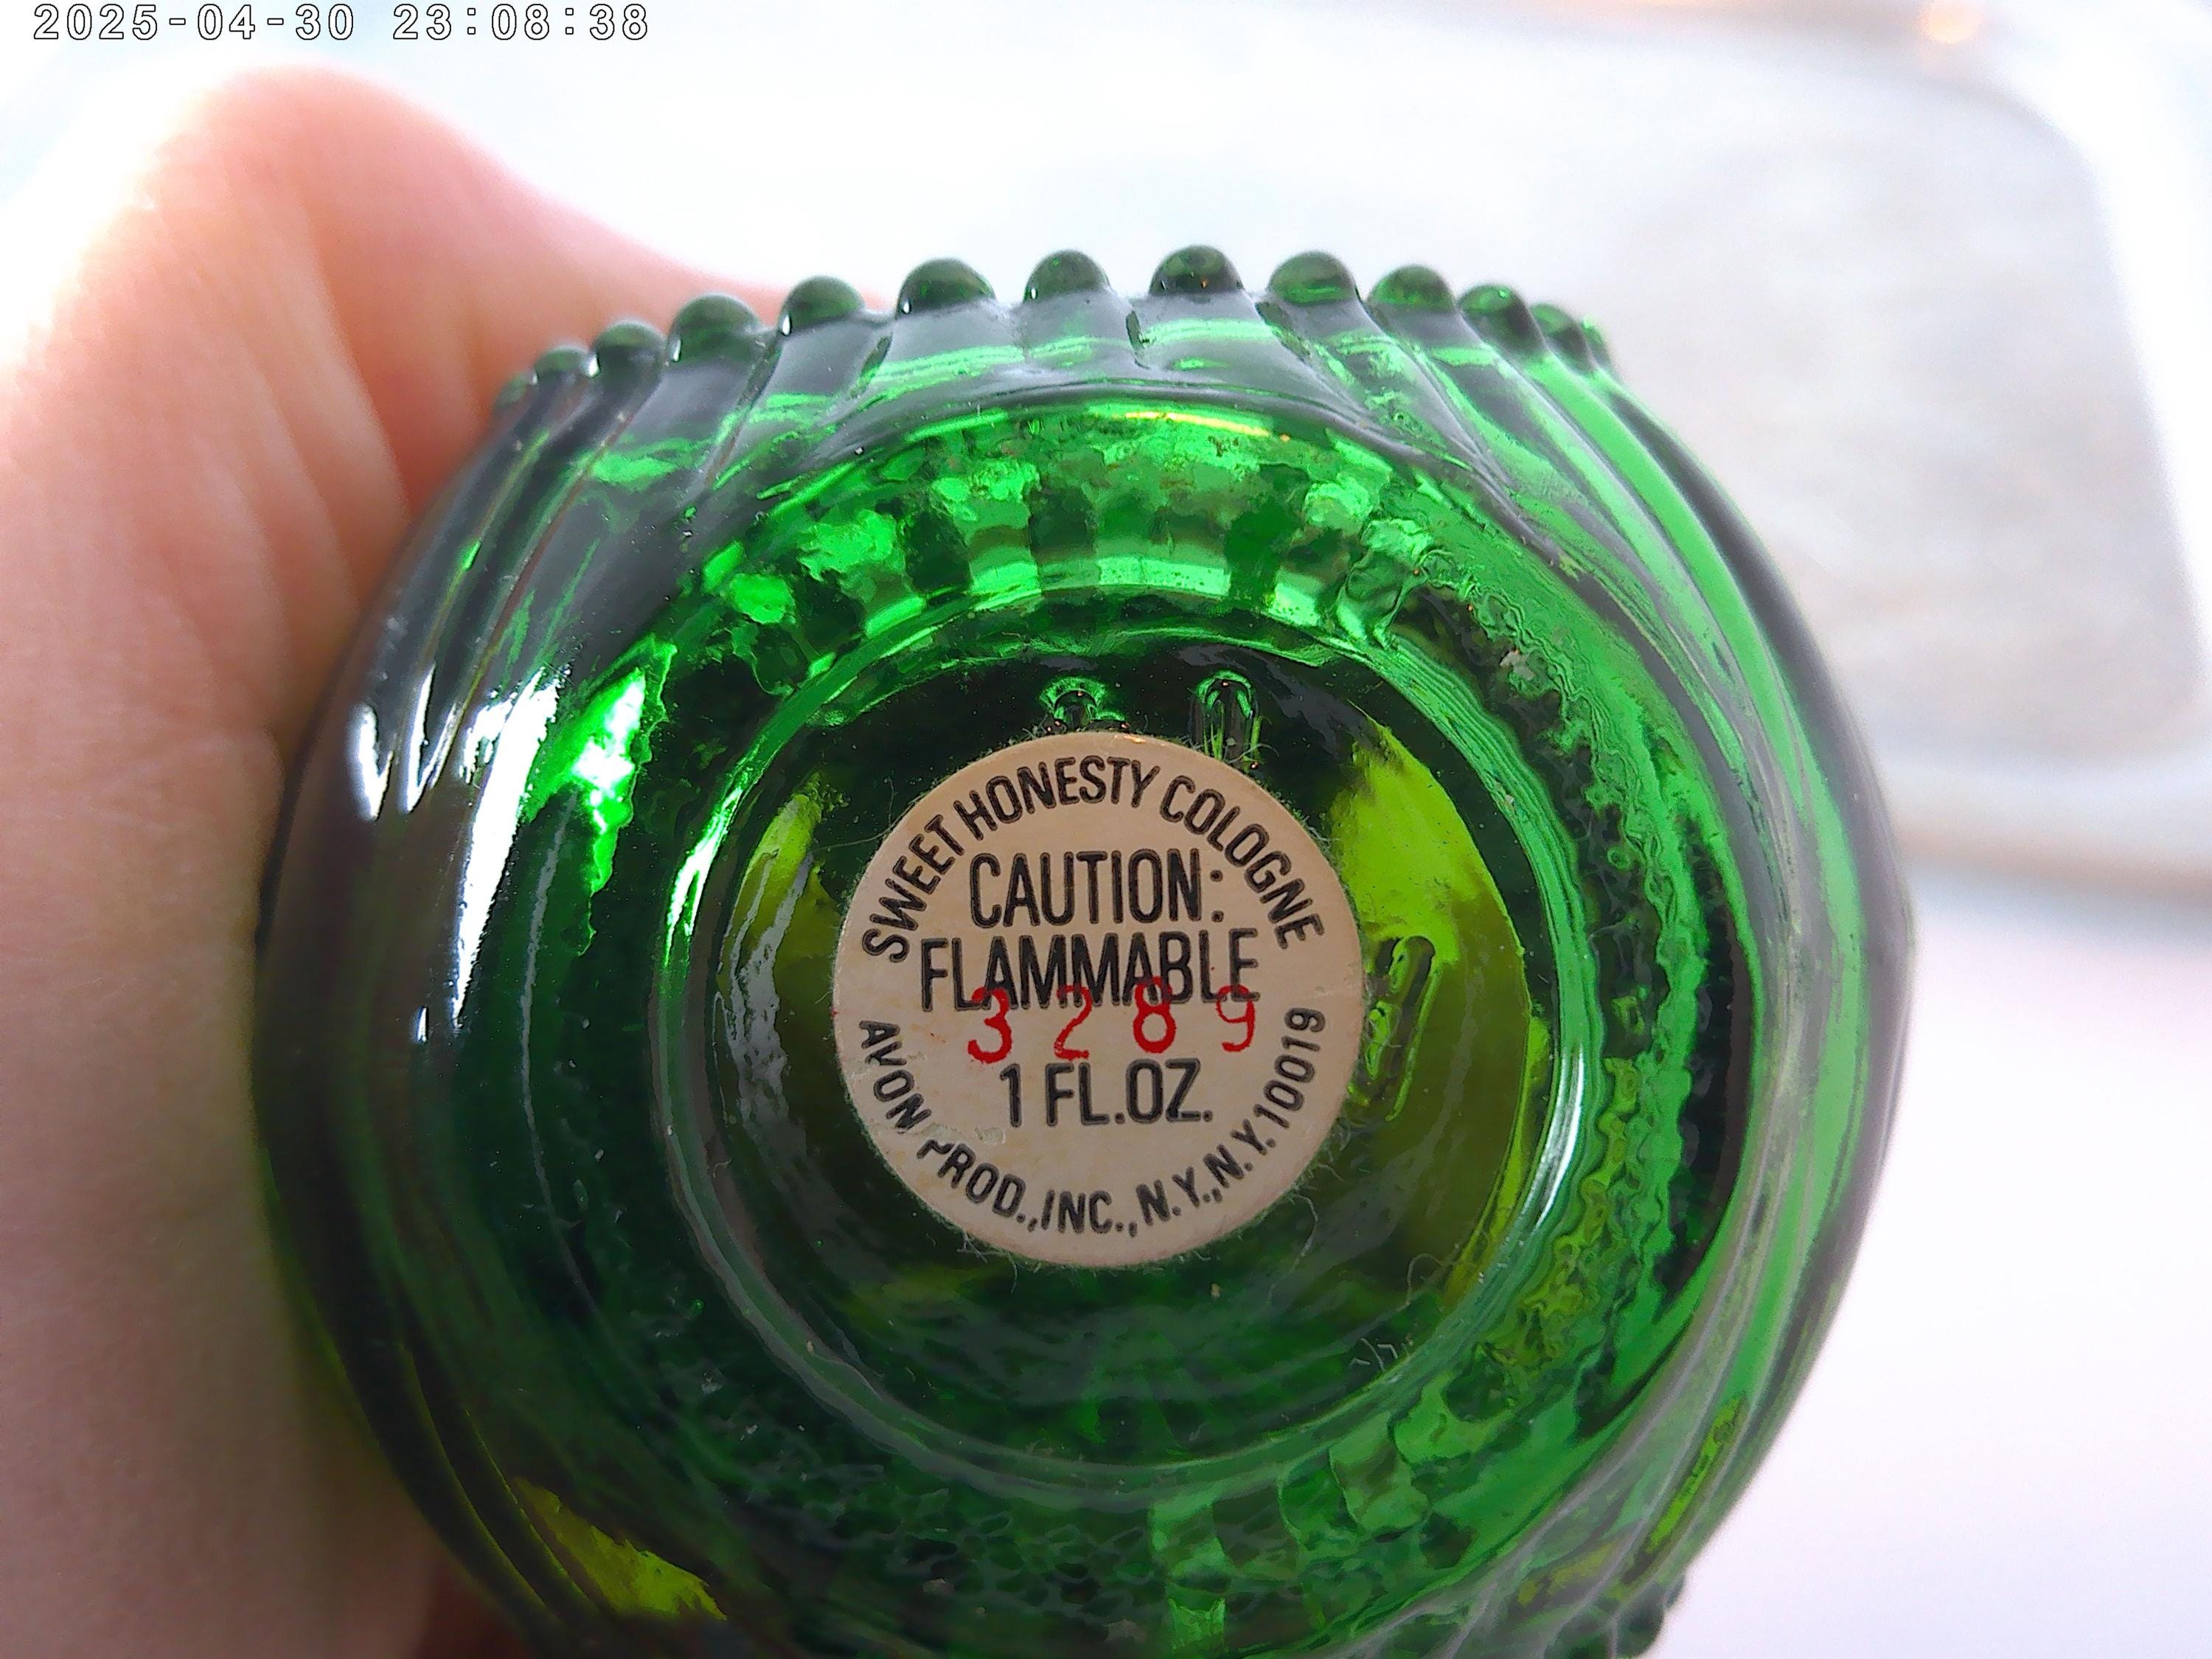 2025-04-30 23:08:38
SWEET HONESTY COLOGNE
CAUTION:
FLAMMABLE
3289
1 FL.OZ.
AVON PROD.,INC.,N.Y.,N.Y.10019